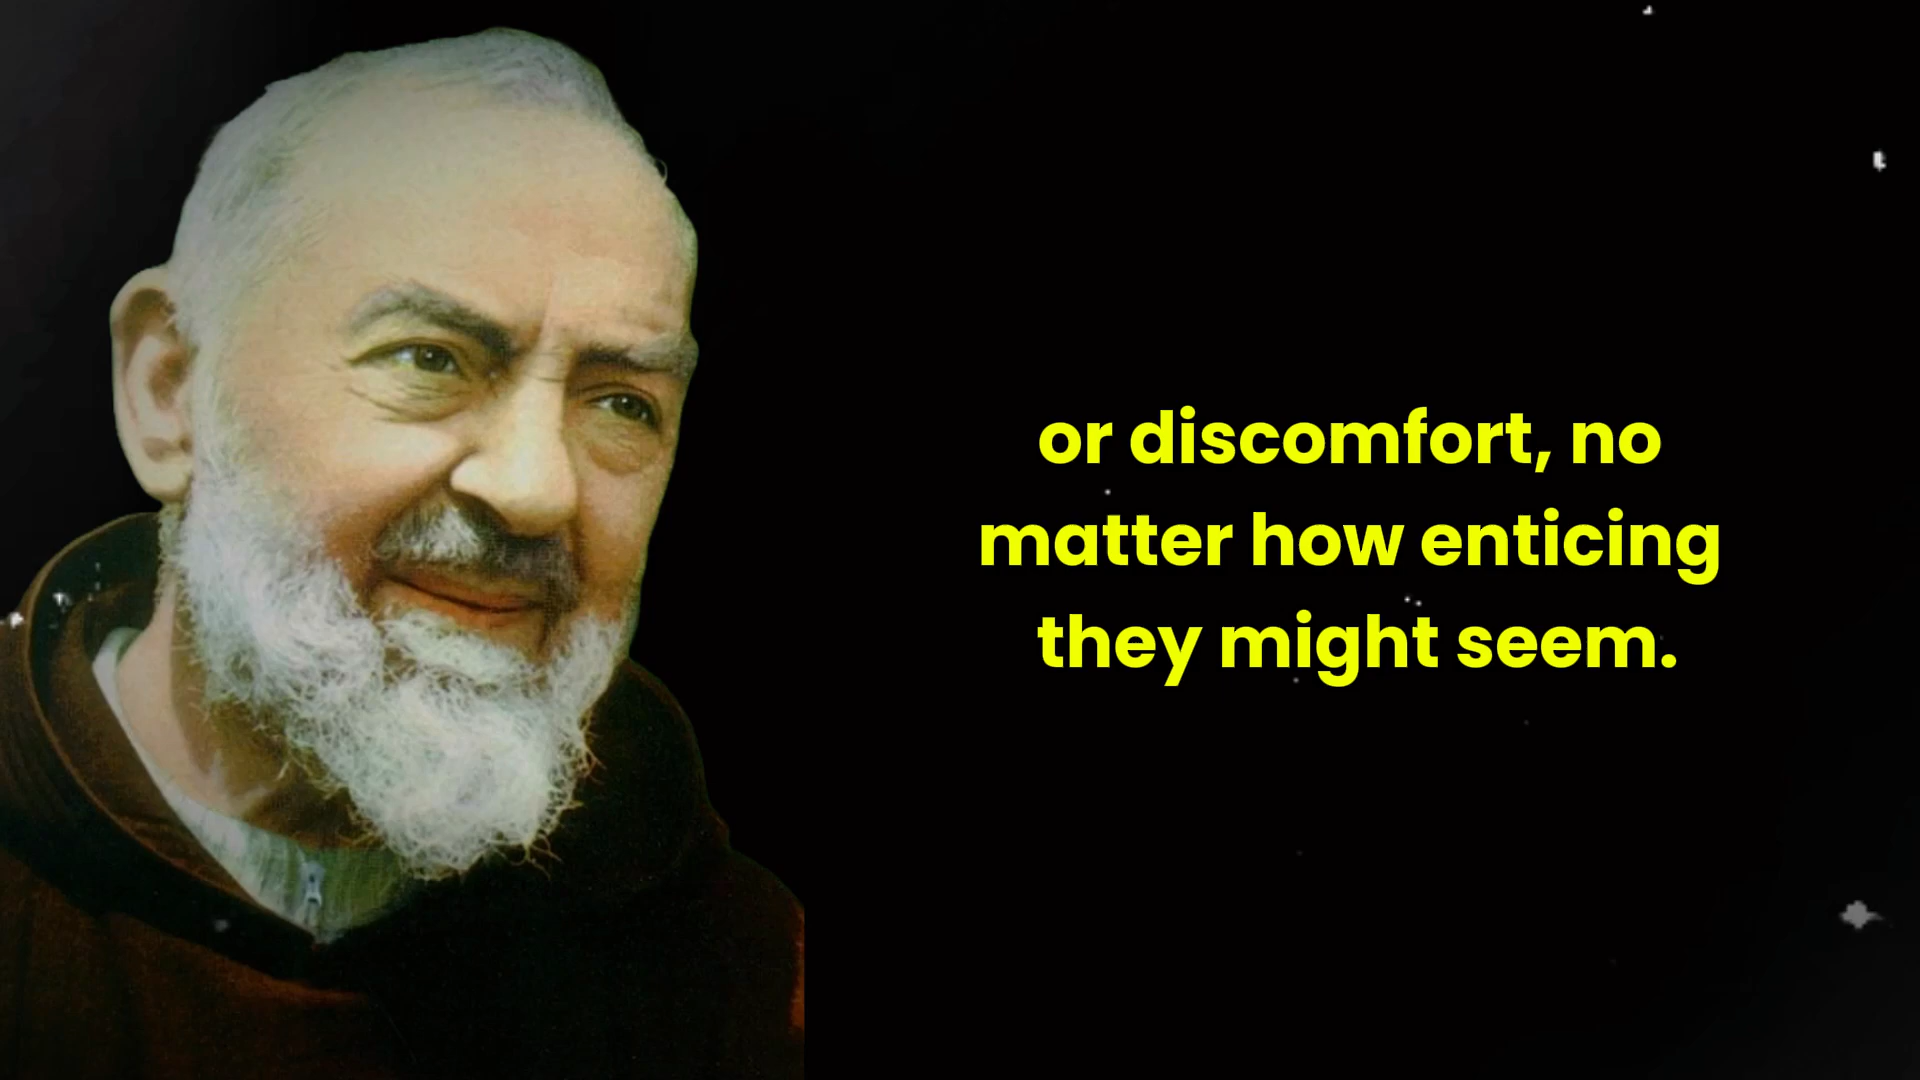 or discomfort, no
matter how enticing
they might seem.